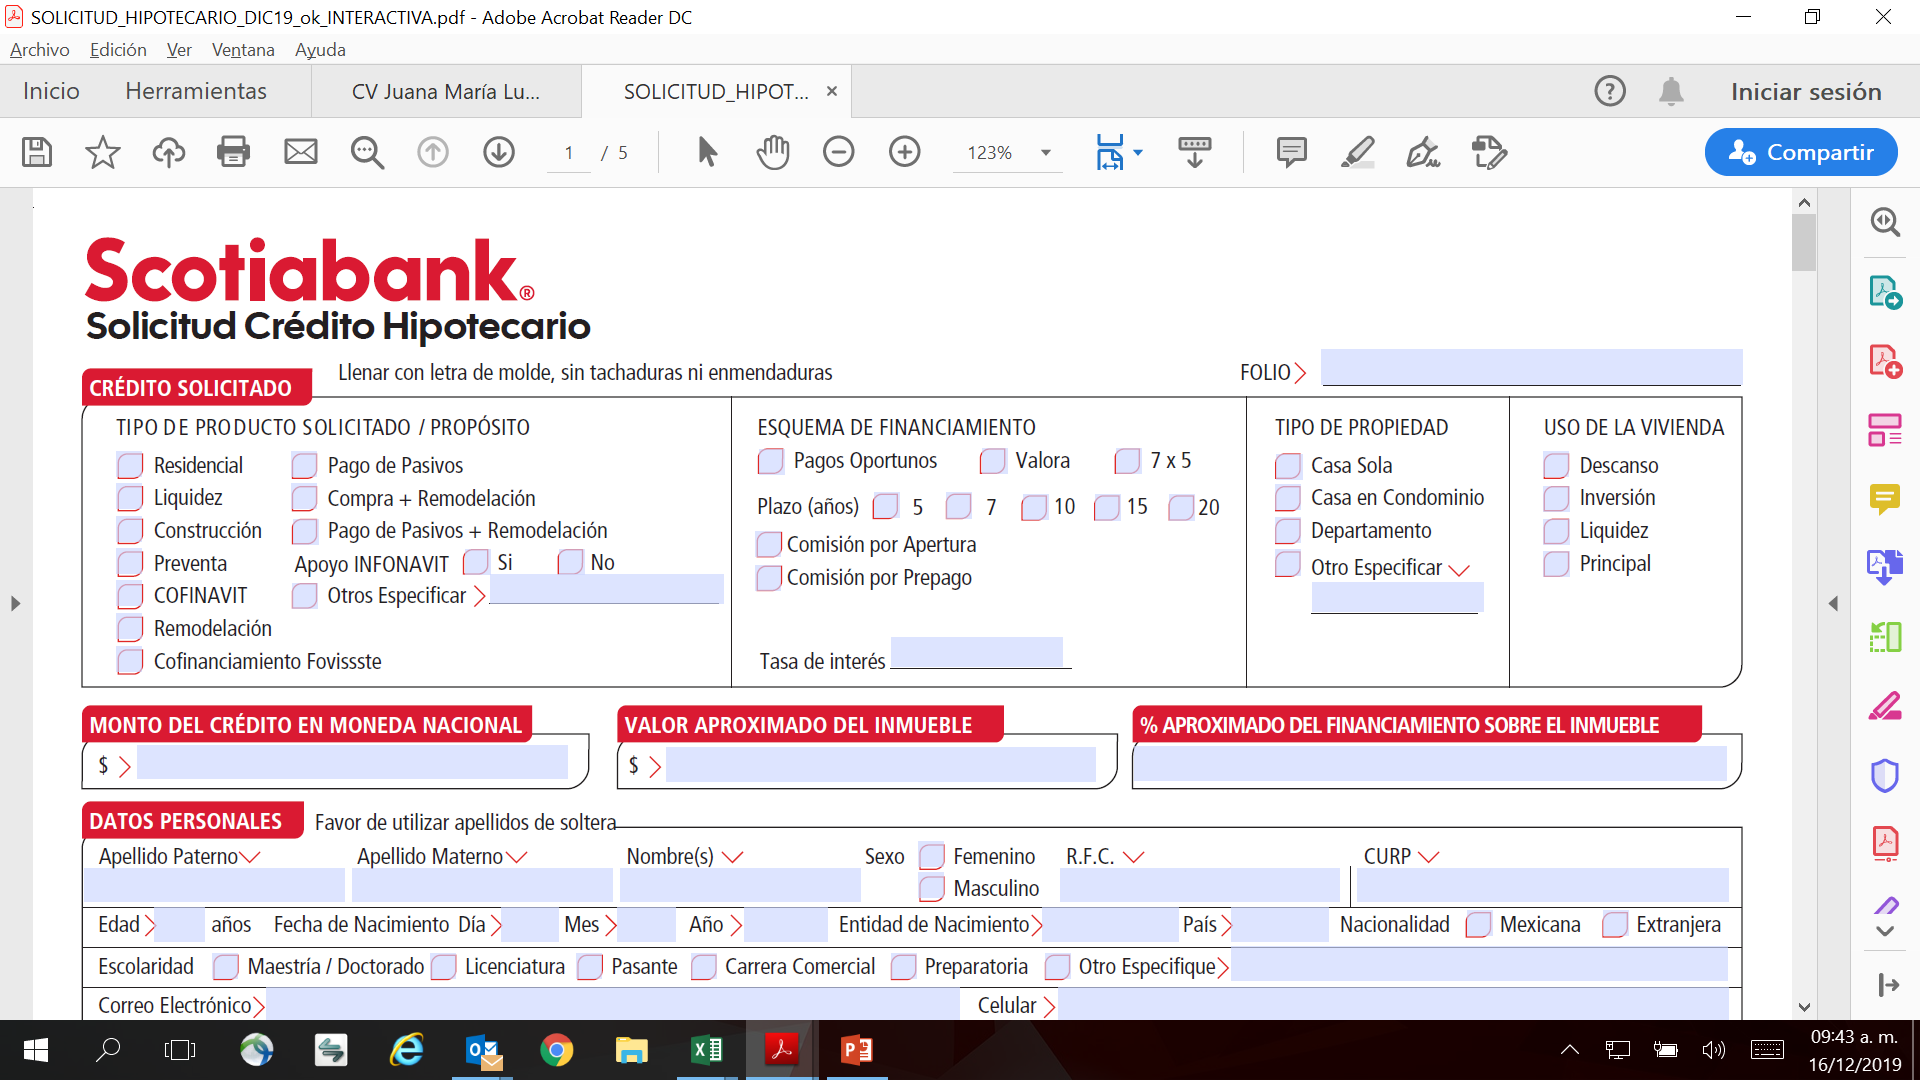 SOLICITUD_HIPOTECARIO_DIC19_ok_INTERACTIVA.pdf - Adobe Acrobat Reader DC
Archivo Edición Ver Ventana Ayuda
Inicio Herramientas CV Juana María Lu... SOLICITUD_HIPOT... × Iniciar sesión
1 / 5 123% Compartir
Scotiabank®
Solicitud Crédito Hipotecario
CRÉDITO SOLICITADO Llenar con letra de molde, sin tachaduras ni enmendaduras FOLIO
TIPO DE PRODUCTO SOLICITADO / PROPÓSITO
Residencial Pago de Pasivos
Liquidez Compra + Remodelación
Construcción Pago de Pasivos + Remodelación
Preventa Apoyo INFONAVIT Si No
COFINAVIT Otros Especificar
Remodelación
Cofinanciamiento Fovissste
ESQUEMA DE FINANCIAMIENTO
Pagos Oportunos Valora 7 x 5
Plazo (años) 5 7 10 15 20
Comisión por Apertura
Comisión por Prepago
Tasa de interés
TIPO DE PROPIEDAD
Casa Sola
Casa en Condominio
Departamento
Otro Especificar
USO DE LA VIVIENDA
Descanso
Inversión
Liquidez
Principal
MONTO DEL CRÉDITO EN MONEDA NACIONAL
$
VALOR APROXIMADO DEL INMUEBLE
$
% APROXIMADO DEL FINANCIAMIENTO SOBRE EL INMUEBLE
DATOS PERSONALES Favor de utilizar apellidos de soltera
Apellido Paterno Apellido Materno Nombre(s) Sexo Femenino R.F.C. CURP
Masculino
Edad años Fecha de Nacimiento Día Mes Año Entidad de Nacimiento País Nacionalidad Mexicana Extranjera
Escolaridad Maestría / Doctorado Licenciatura Pasante Carrera Comercial Preparatoria Otro Especifique
Correo Electrónico Celular
09:43 a. m.
16/12/2019